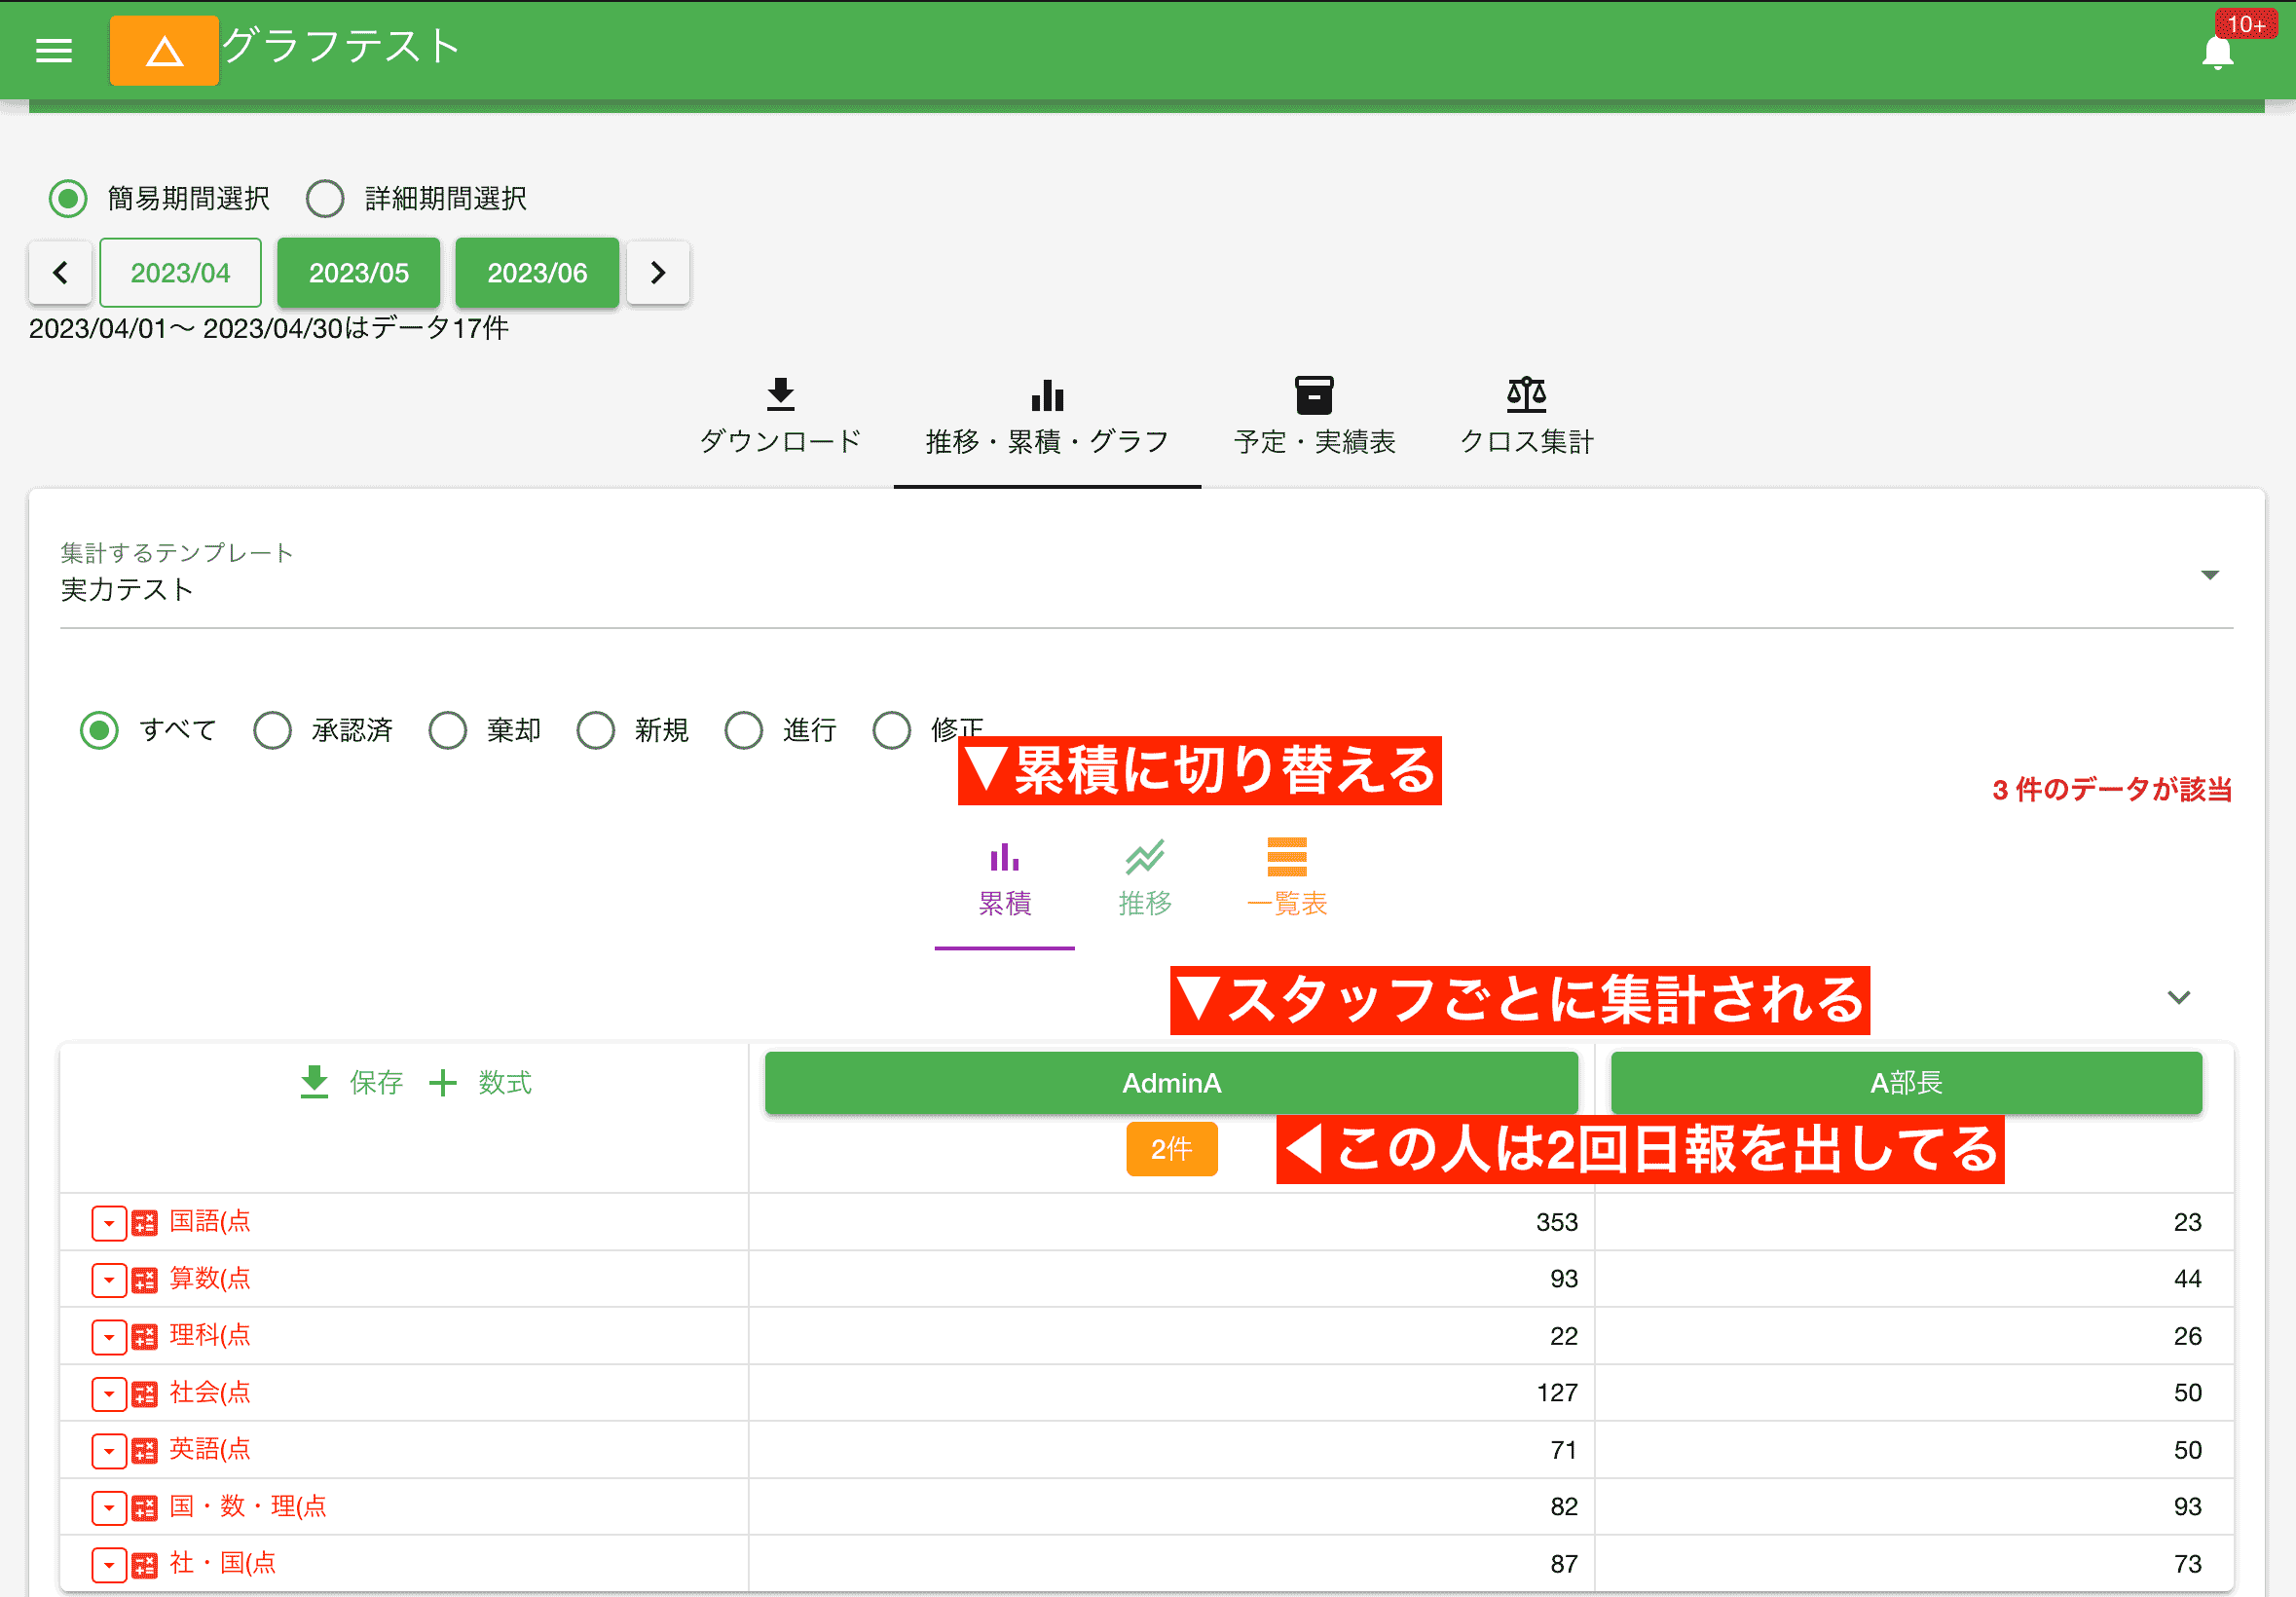 グラフテスト
10+
簡易期間選択 詳細期間選択
2023/04 2023/05 2023/06
2023/04/01～ 2023/04/30はデータ17件
ダウンロード 推移・累積・グラフ 予定・実績表 クロス集計
集計するテンプレート
実力テスト
すべて 承認済 棄却 新規 進行 修正
▼累積に切り替える
3 件のデータが該当
累積 推移 一覧表
▼スタッフごとに集計される
保存 数式 AdminA A部長
2件 ◀この人は2回日報を出してる
国語(点 353 23
算数(点 93 44
理科(点 22 26
社会(点 127 50
英語(点 71 50
国・数・理(点 82 93
社・国(点 87 73